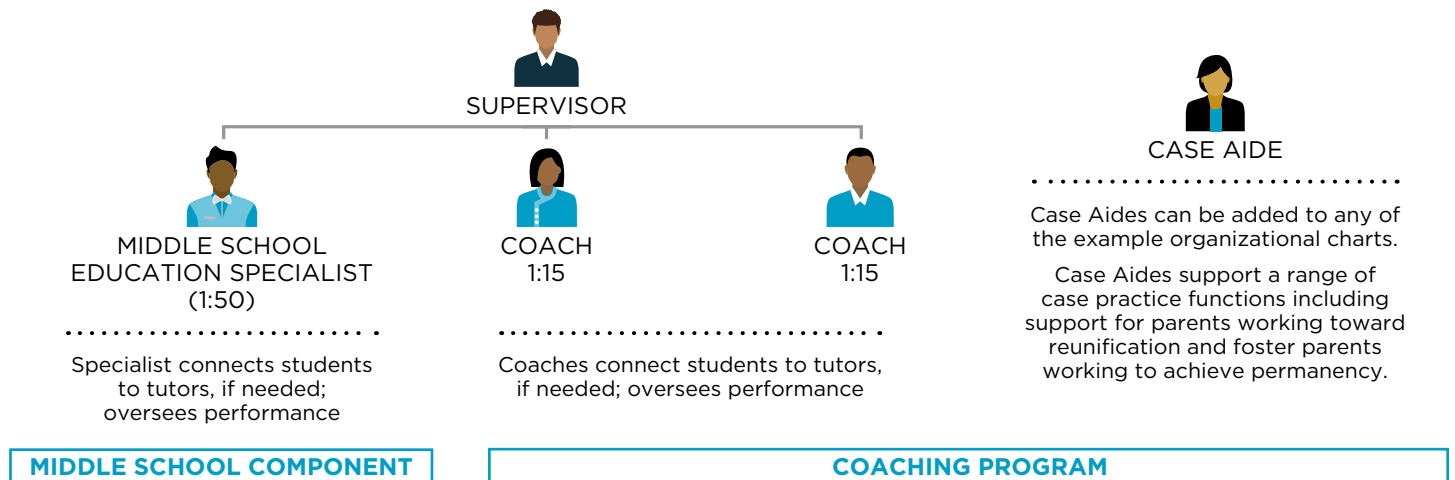 SUPERVISOR
MIDDLE SCHOOL
EDUCATION SPECIALIST
(1:50)
Specialist connects students
to tutors, if needed;
oversees performance
COACH
1:15
COACH
1:15
Coaches connect students to tutors,
if needed; oversees performance
CASE AIDE
Case Aides can be added to any of
the example organizational charts.
Case Aides support a range of
case practice functions including
support for parents working toward
reunification and foster parents
working to achieve permanency.
MIDDLE SCHOOL COMPONENT
COACHING PROGRAM